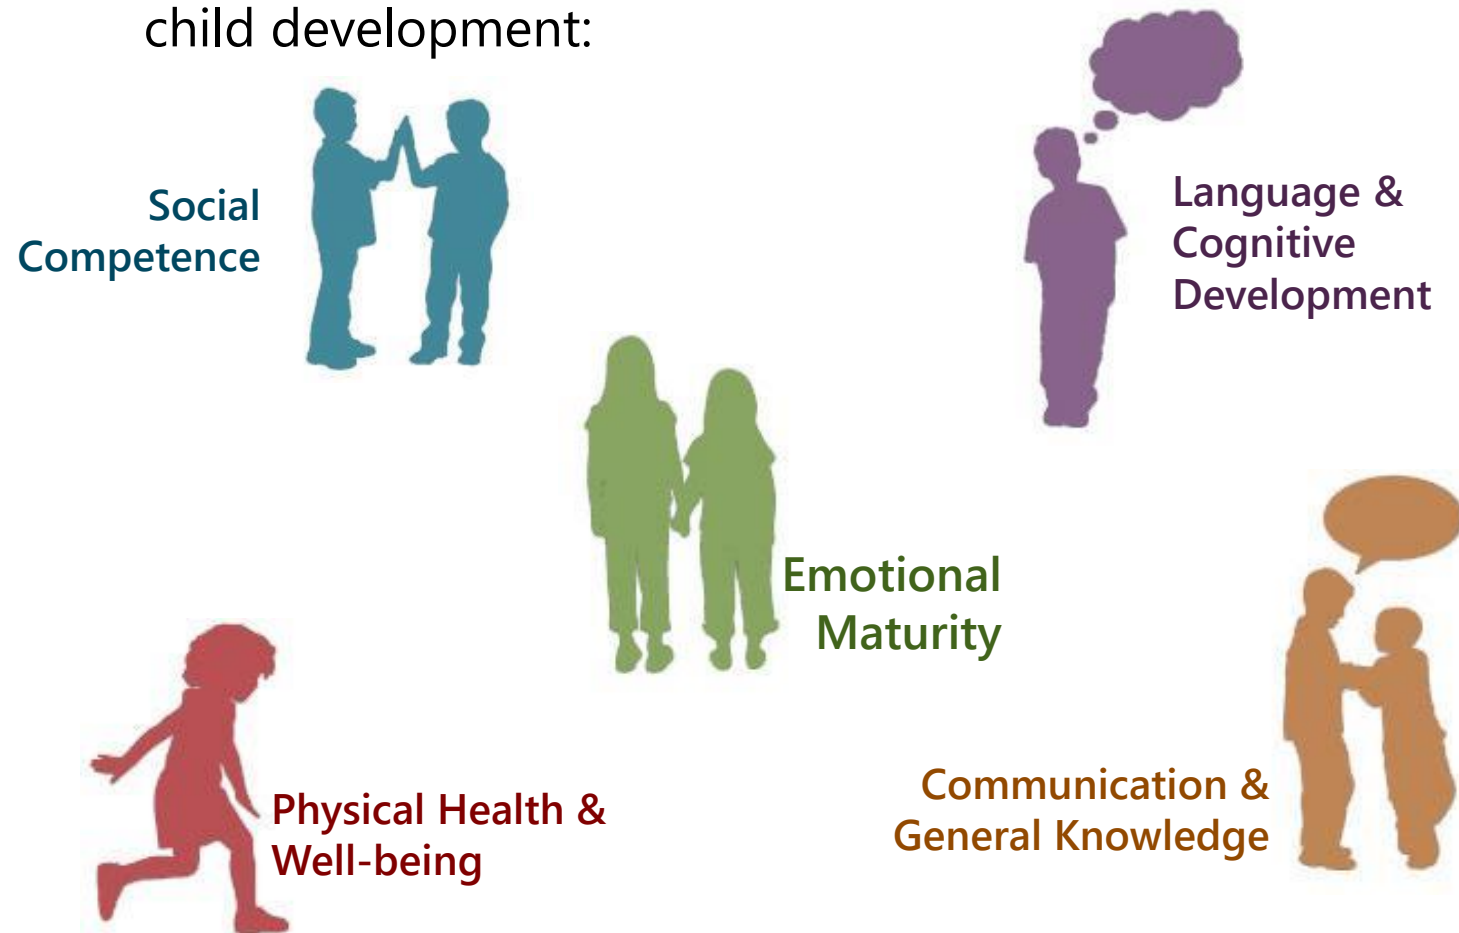 child development:
Social
Competence
Language &
Cognitive
Development
Emotional
Maturity
Physical Health &
Well-being
Communication &
General Knowledge